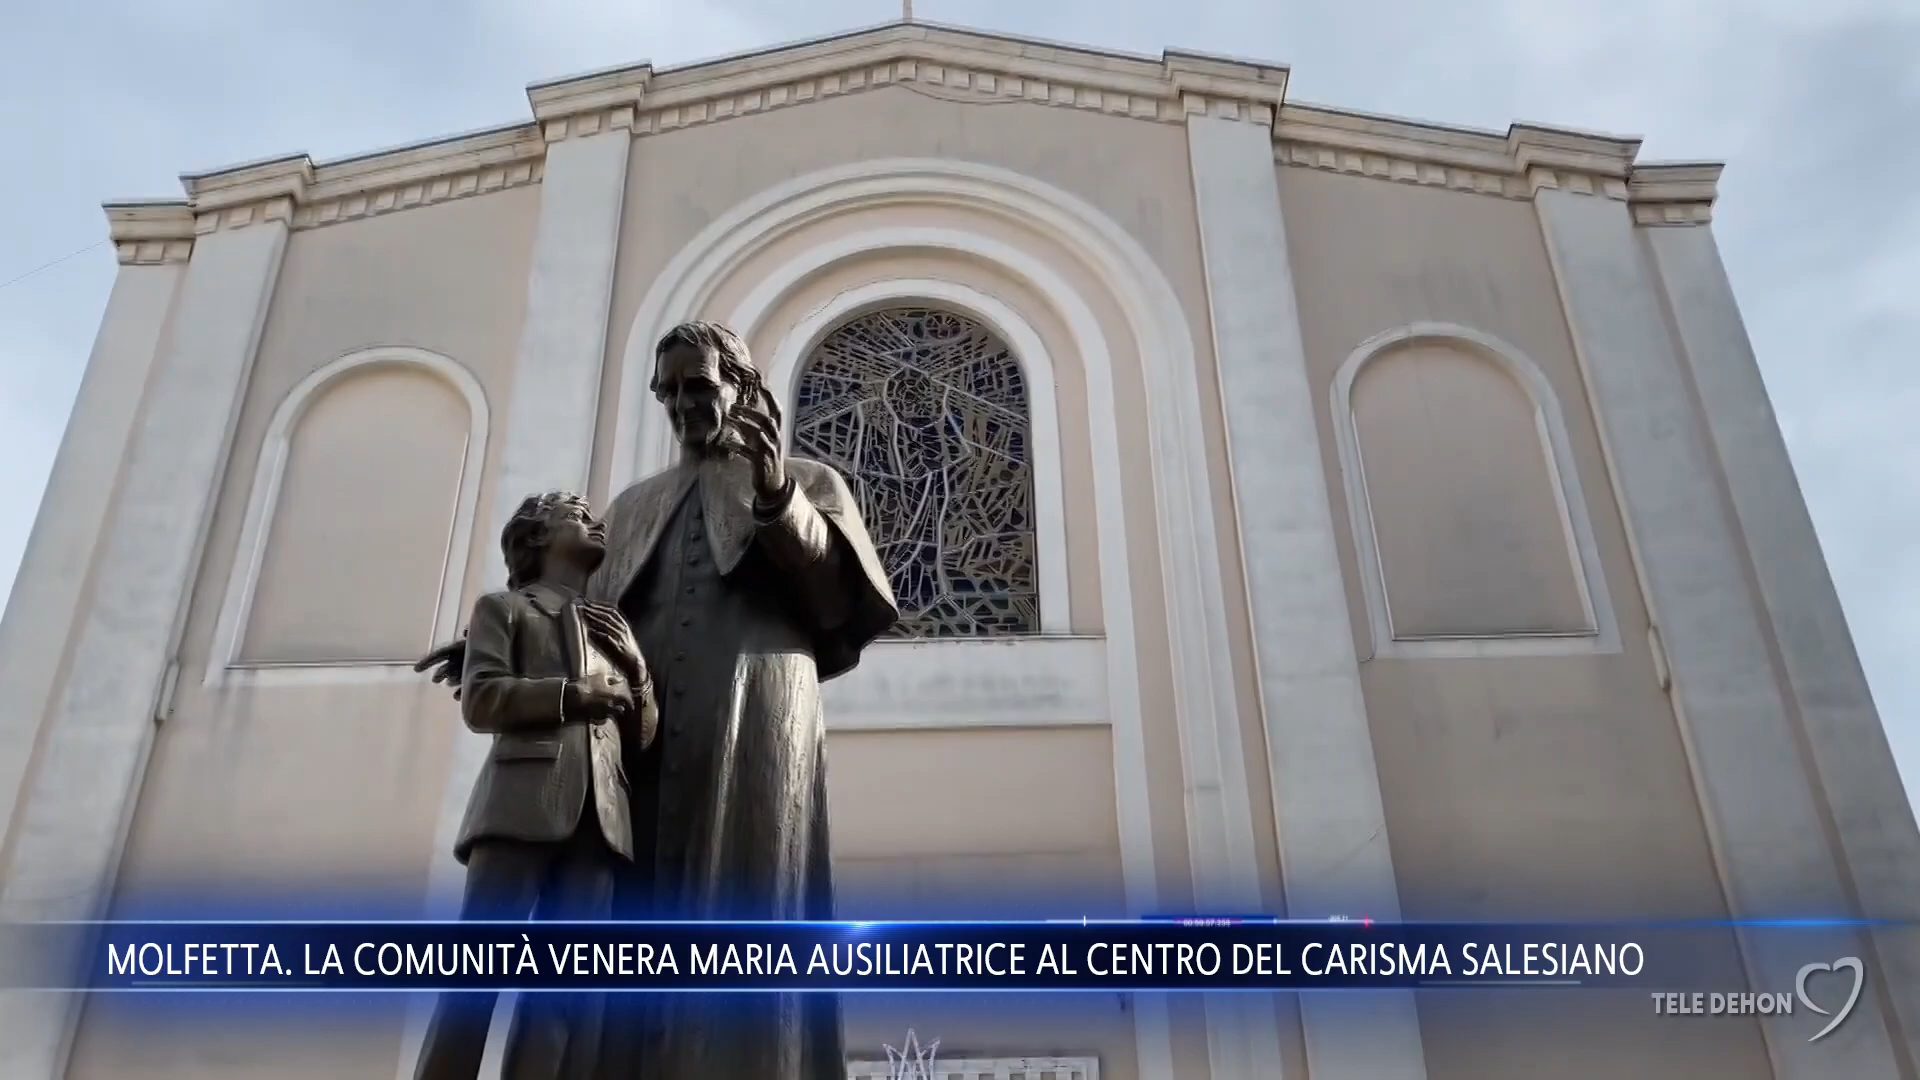 MOLFETTA. LA COMUNITÀ VENERA MARIA AUSILIATRICE AL CENTRO DEL CARISMA SALESIANO
TELE DEHON